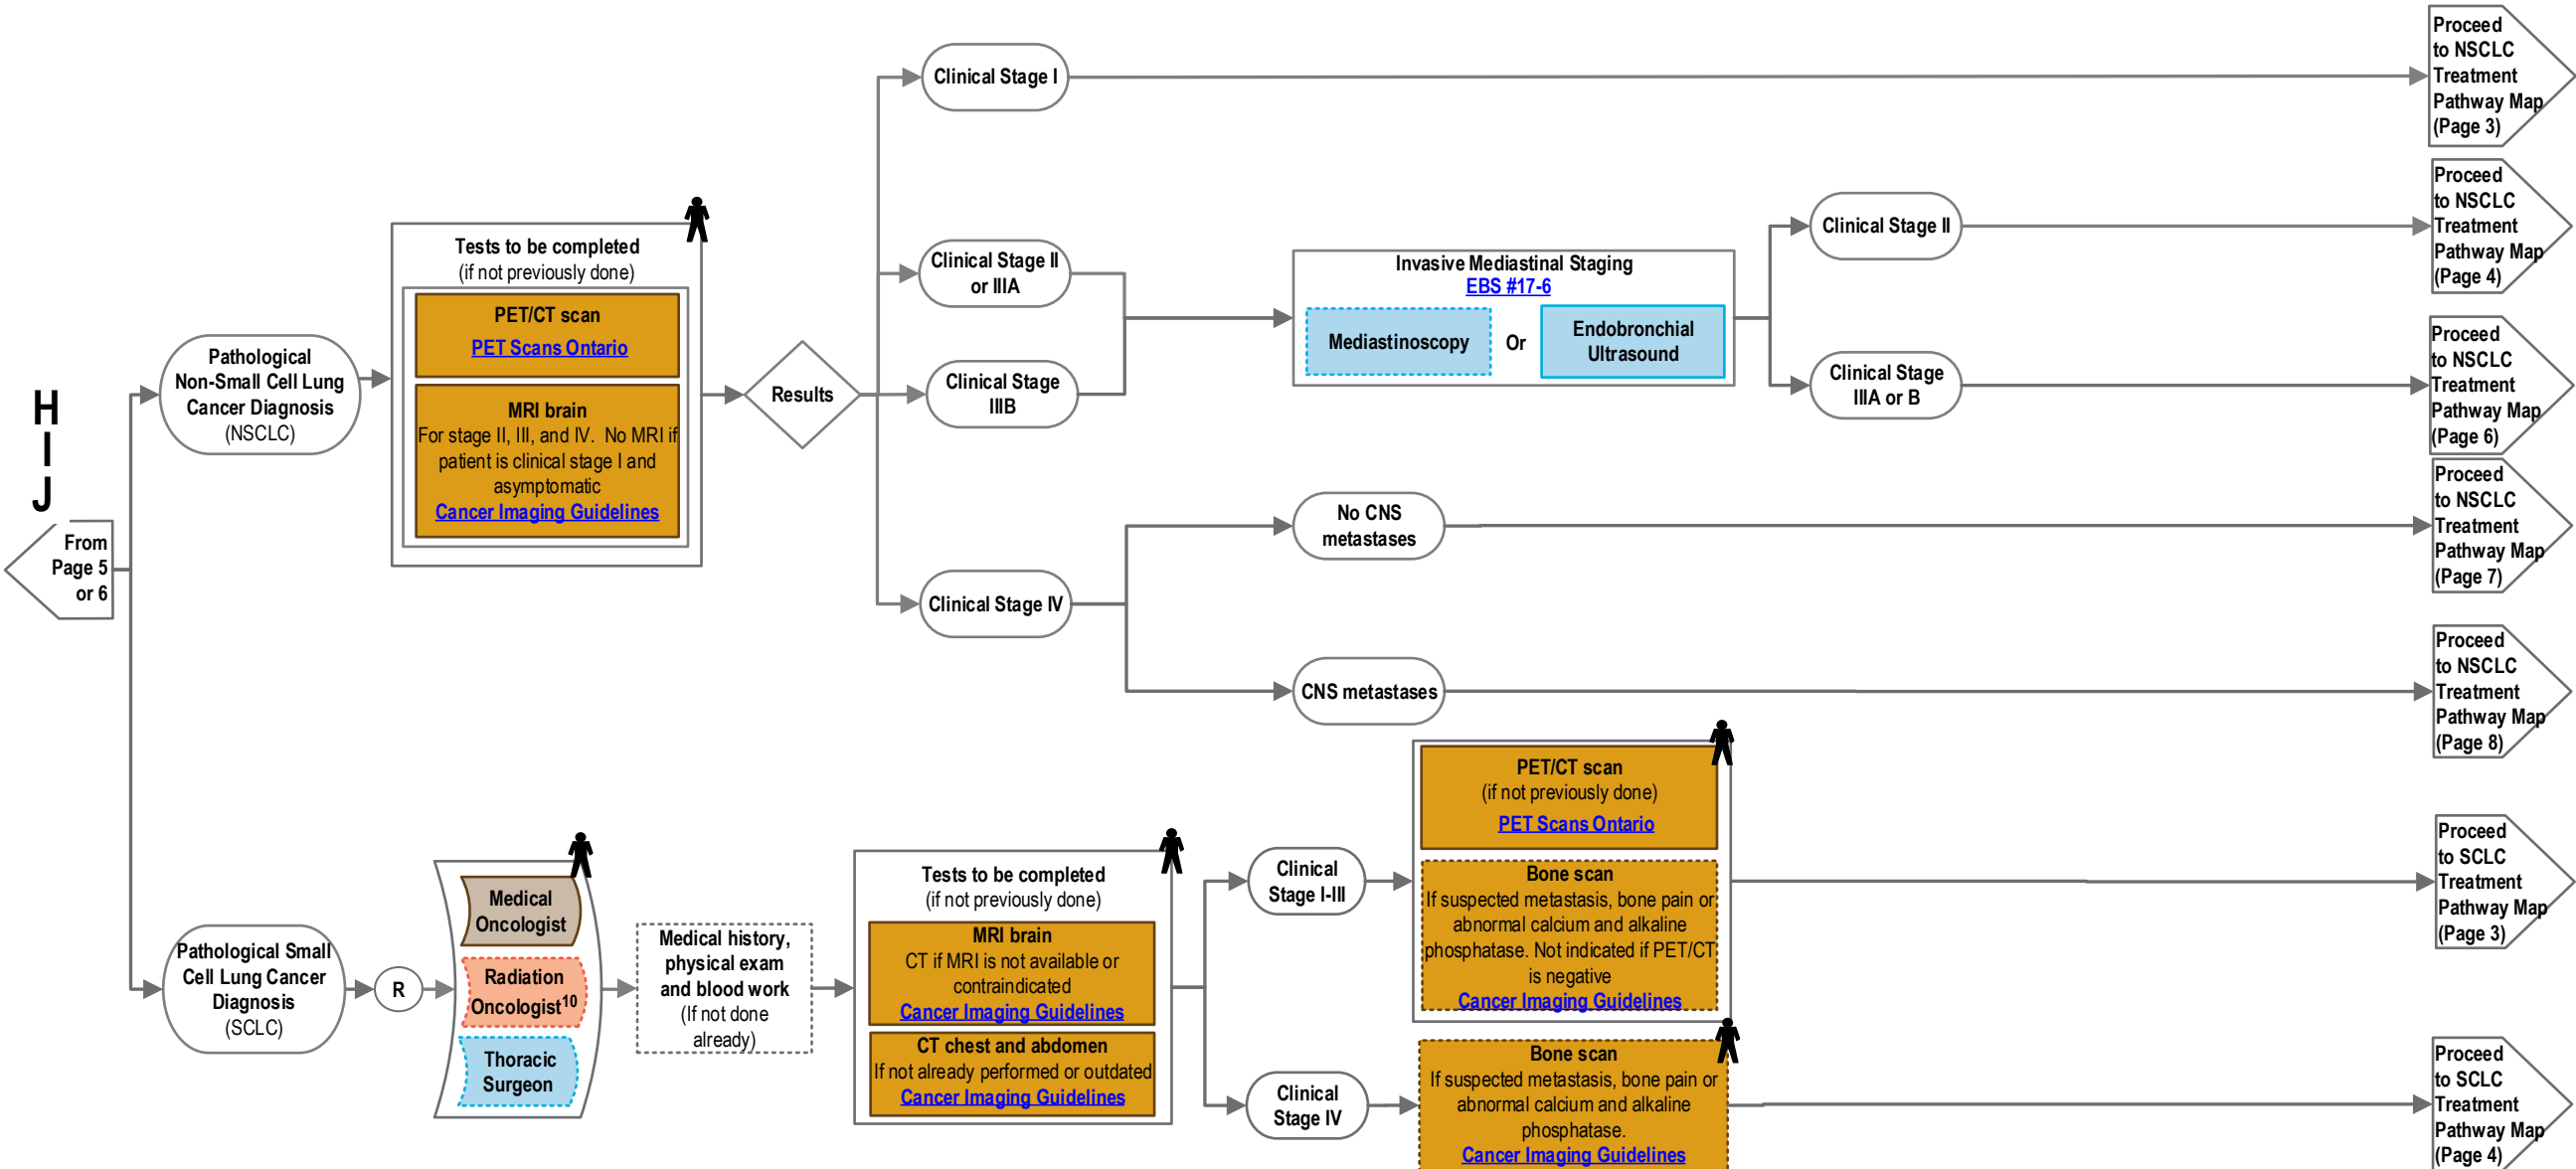 H
I
J
From
Page 5
or 6
Pathological
Non-Small Cell Lung
Cancer Diagnosis
(NSCLC)
Tests to be completed
(if not previously done)
PET/CT scan
PET Scans Ontario
MRI brain
For stage II, III, and IV. No MRI if
patient is clinical stage I and
asymptomatic
Cancer Imaging Guidelines
Results
Clinical Stage I
Proceed
to NSCLC
Treatment
Pathway Map
(Page 3)
Clinical Stage II
or IIIA
Clinical Stage
IIIB
Invasive Mediastinal Staging
EBS #17-6
Mediastinoscopy
Or
Endobronchial
Ultrasound
Clinical Stage II
Proceed
to NSCLC
Treatment
Pathway Map
(Page 4)
Clinical Stage
IIIA or B
Proceed
to NSCLC
Treatment
Pathway Map
(Page 6)
Clinical Stage IV
No CNS
metastases
Proceed
to NSCLC
Treatment
Pathway Map
(Page 7)
CNS metastases
Proceed
to NSCLC
Treatment
Pathway Map
(Page 8)
Pathological Small
Cell Lung Cancer
Diagnosis
(SCLC)
R
Medical
Oncologist
Radiation
Oncologist10
Thoracic
Surgeon
Medical history,
physical exam
and blood work
(If not done
already)
Tests to be completed
(if not previously done)
MRI brain
CT if MRI is not available or
contraindicated
Cancer Imaging Guidelines
CT chest and abdomen
If not already performed or outdated
Cancer Imaging Guidelines
Clinical
Stage I-III
PET/CT scan
(if not previously done)
PET Scans Ontario
Bone scan
If suspected metastasis, bone pain or
abnormal calcium and alkaline
phosphatase. Not indicated if PET/CT
is negative
Cancer Imaging Guidelines
Proceed
to SCLC
Treatment
Pathway Map
(Page 3)
Clinical
Stage IV
Bone scan
If suspected metastasis, bone pain or
abnormal calcium and alkaline
phosphatase.
Cancer Imaging Guidelines
Proceed
to SCLC
Treatment
Pathway Map
(Page 4)